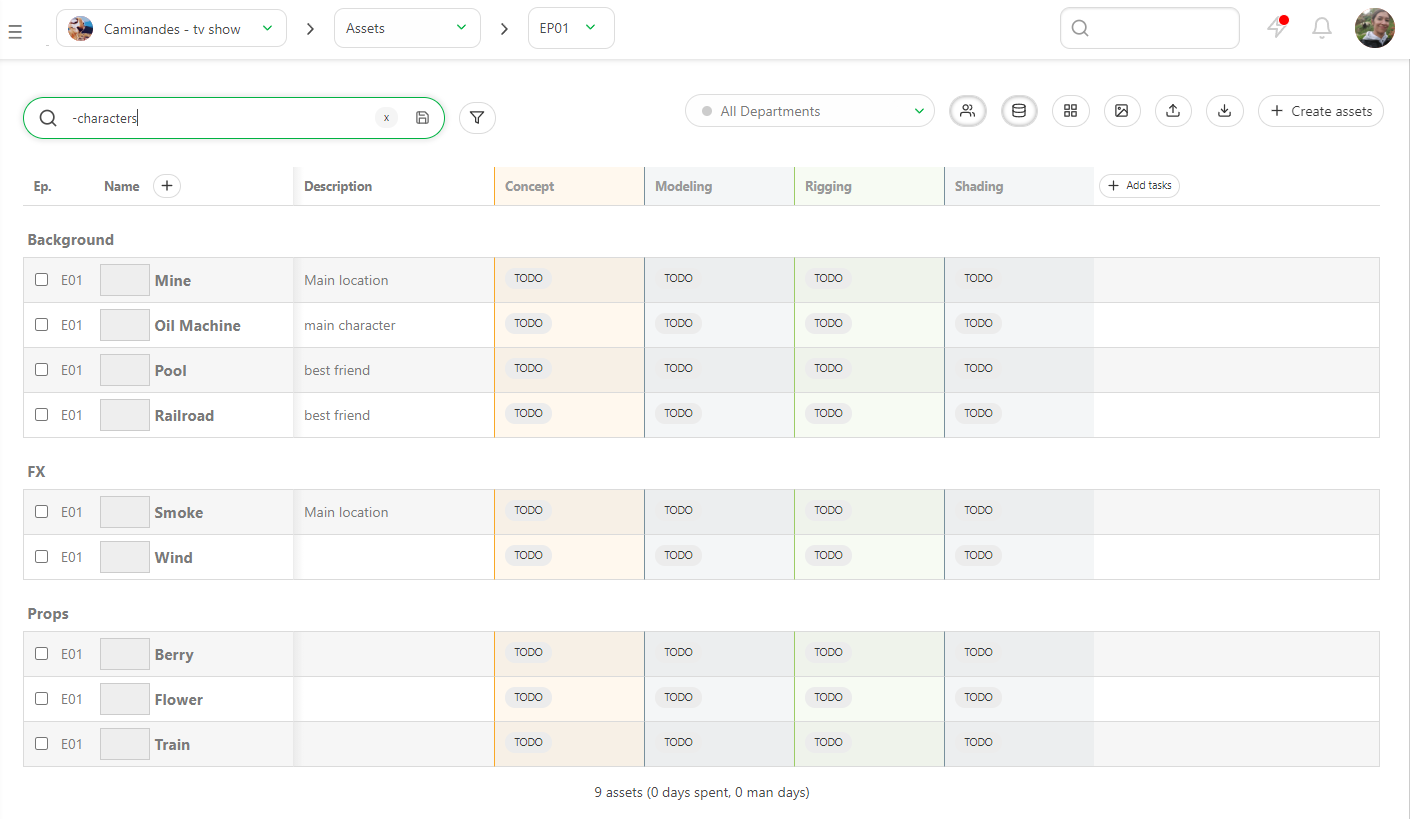 Caminandes - tv show Assets EP01
-characters x All Departments Create assets
Ep. Name Description Concept Modeling Rigging Shading Add tasks
Background
E01 Mine Main location TODO TODO TODO TODO
E01 Oil Machine main character TODO TODO TODO TODO
E01 Pool best friend TODO TODO TODO TODO
E01 Railroad best friend TODO TODO TODO TODO
FX
E01 Smoke Main location TODO TODO TODO TODO
E01 Wind TODO TODO TODO TODO
Props
E01 Berry TODO TODO TODO TODO
E01 Flower TODO TODO TODO TODO
E01 Train TODO TODO TODO TODO
9 assets (0 days spent, 0 man days)